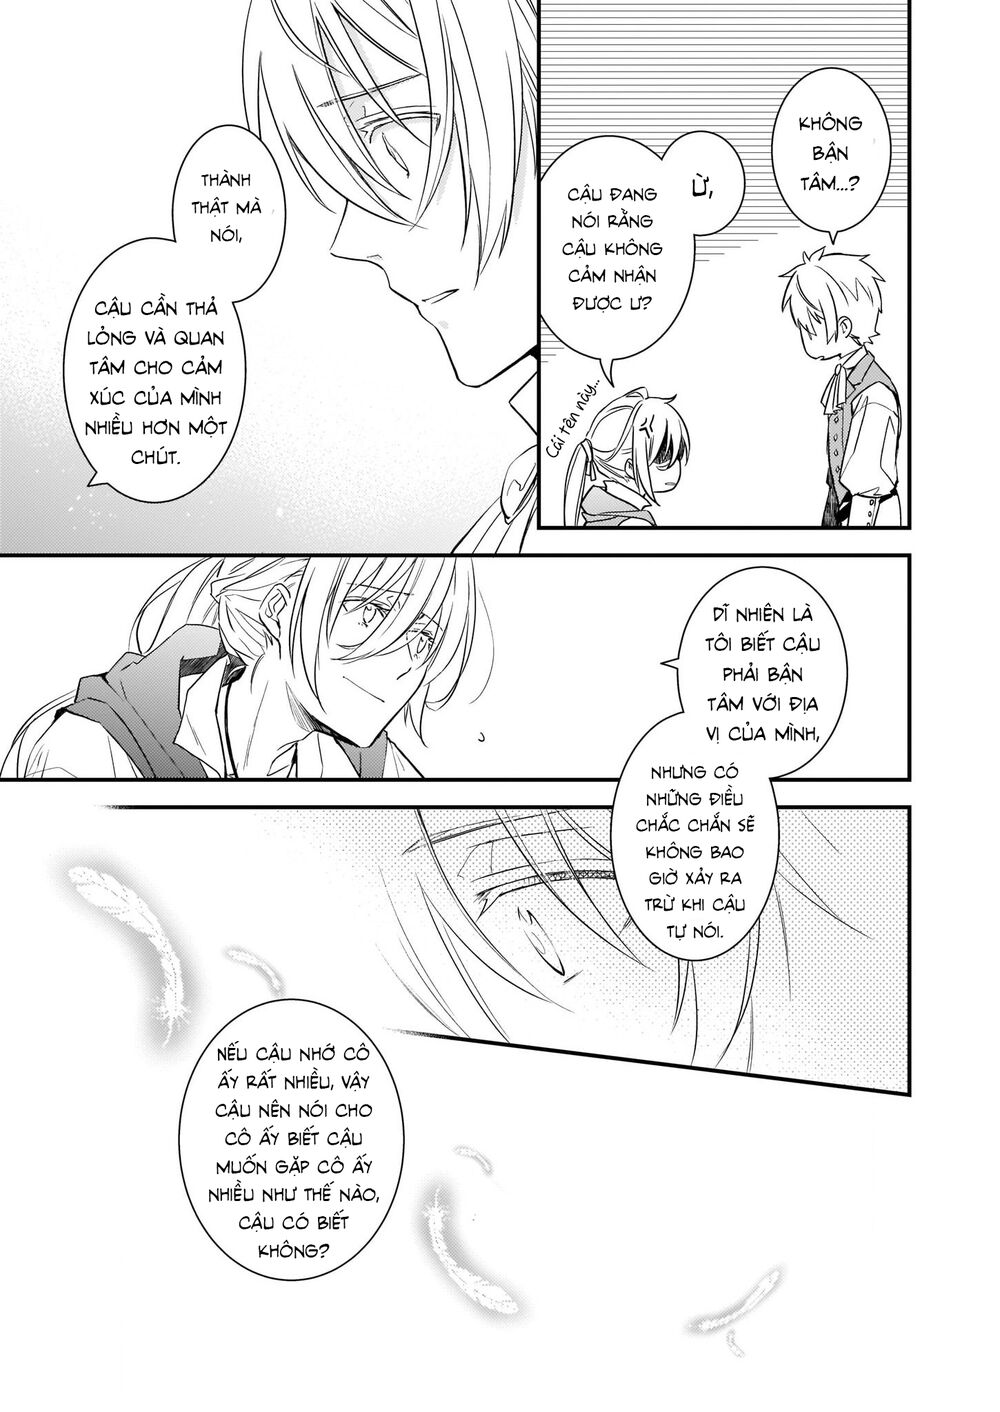 KHÔNG
BẬN
TÂM...?
Ừ,
CẬU ĐANG
NÓI RẰNG
CẬU KHÔNG
CẢM NHẬN
ĐƯỢC Ư?
Cái tên này...
THÀNH
THẬT MÀ
NÓI,
CẬU CẦN THẢ
LỎNG VÀ QUAN
TÂM CHO CẢM
XÚC CỦA MÌNH
NHIỀU HƠN MỘT
CHÚT.
DĨ NHIÊN LÀ
TÔI BIẾT CẬU
PHẢI BẬN
TÂM VỚI ĐỊA
VỊ CỦA MÌNH,
NHƯNG CÓ
NHỮNG ĐIỀU
CHẮC CHẮN SẼ
KHÔNG BAO
GIỜ XẢY RA
TRỪ KHI CẬU
TỰ NÓI.
NẾU CẬU NHỚ CÔ
ẤY RẤT NHIỀU, VẬY
CẬU NÊN NÓI CHO
CÔ ẤY BIẾT CẬU
MUỐN GẶP CÔ ẤY
NHIỀU NHƯ THẾ NÀO,
CẬU CÓ BIẾT
KHÔNG?